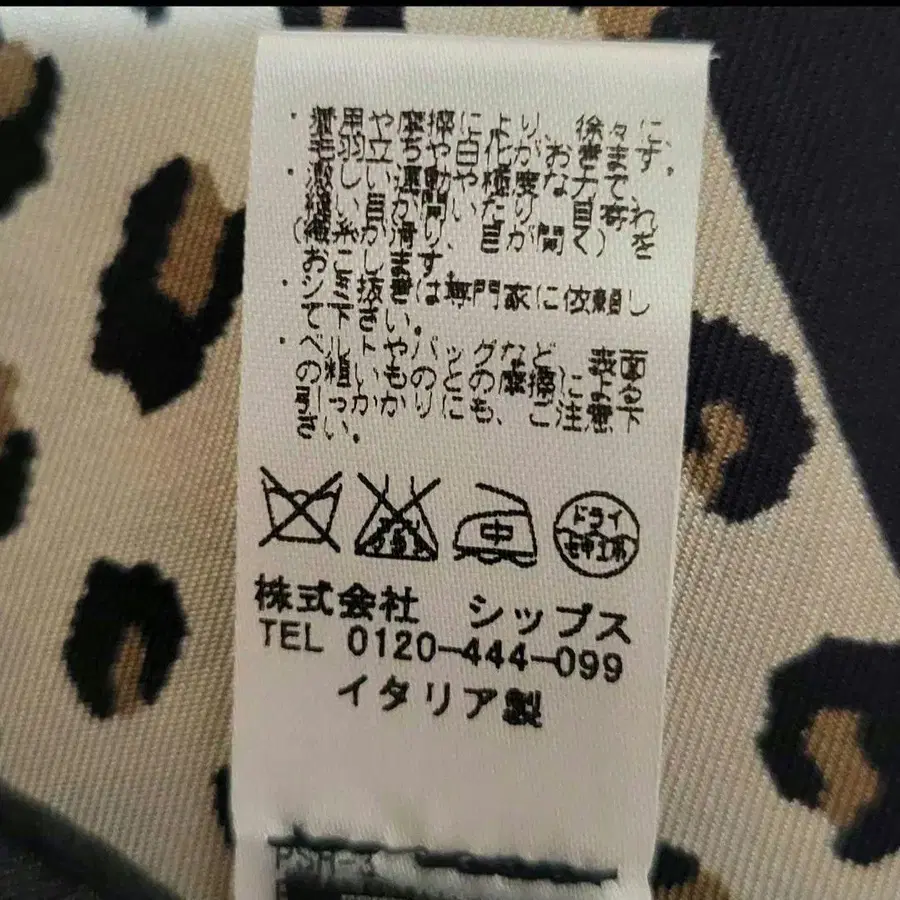 ・着用や摩擦により、徐々に
毛羽立ちや白化がおきます。
・激しい運動や極度なナデで、
縫い目が開いたり、目寄れ
(織糸が滑り、目が開く)を
おこします。
・シミ抜きは専門家に依頼し
て下さい。
・ベルトやバッグなど、表面
の粗いものとの摩擦による
引っかかりにも、ご注意下
さい。
中
ドライ
株式会社 シップス
TEL 0120-444-099
イタリア製